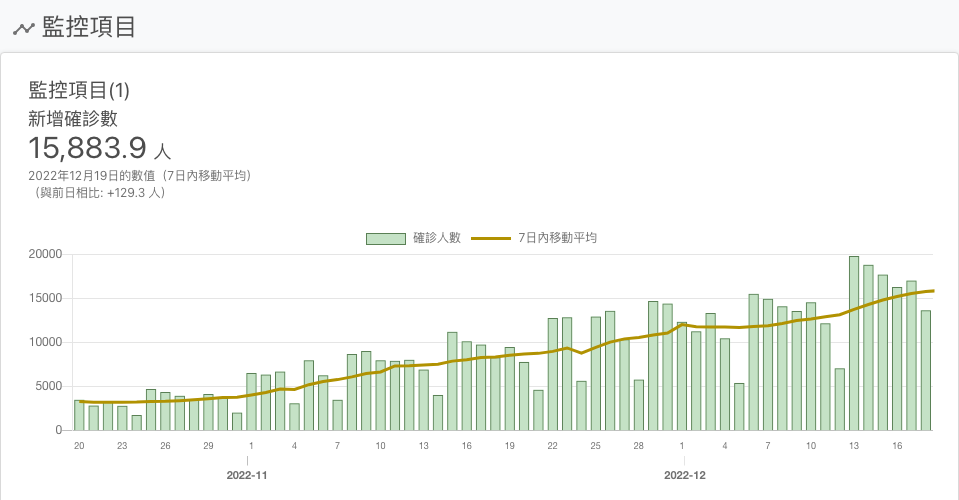 監控項目
監控項目(1)
新增確診數
15,883.9 人
2022年12月19日的數值（7日內移動平均）
（與前日相比: +129.3 人）
確診人數 7日內移動平均
20000
15000
10000
5000
0
20 23 26 29 1 4 7 10 13 16 19 22 25 28 1 4 7 10 13 16
2022-11 2022-12